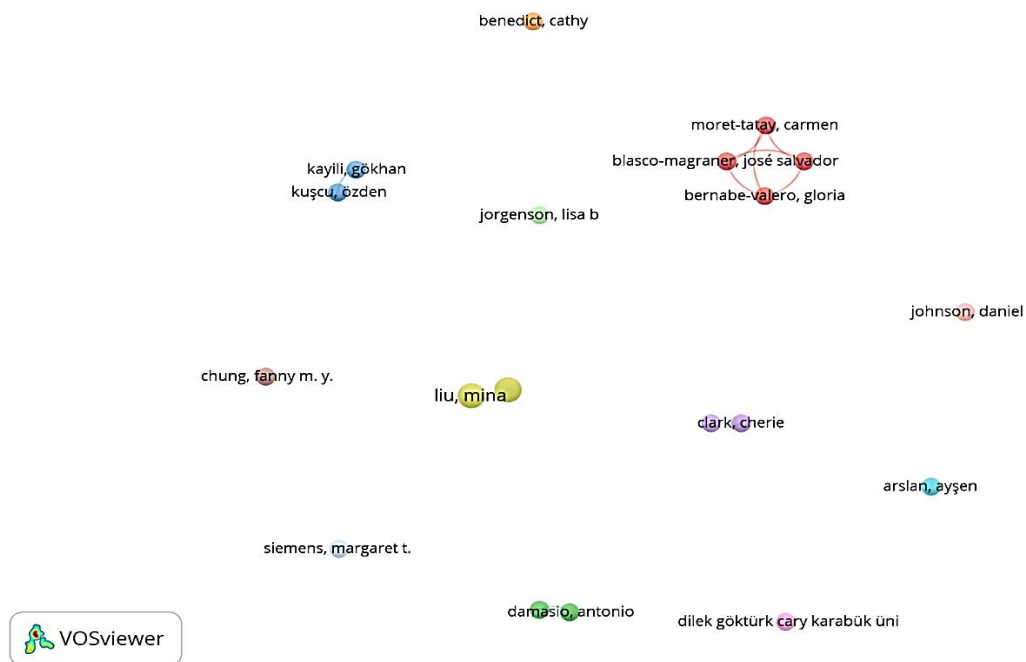 benedict, cathy
moret-tatay, carmen
blasco-magraner, josé salvador
kayili, gökhan
kuşcu, özden
bernabe-valero, gloria
jorgenson, lisa b
johnson, daniel
chung, fanny m. y.
liu, mina
clark, cherie
arslan, ayşen
siemens, margaret t.
damasio, antonio
dilek göktürk cary karabük üni
VOSviewer